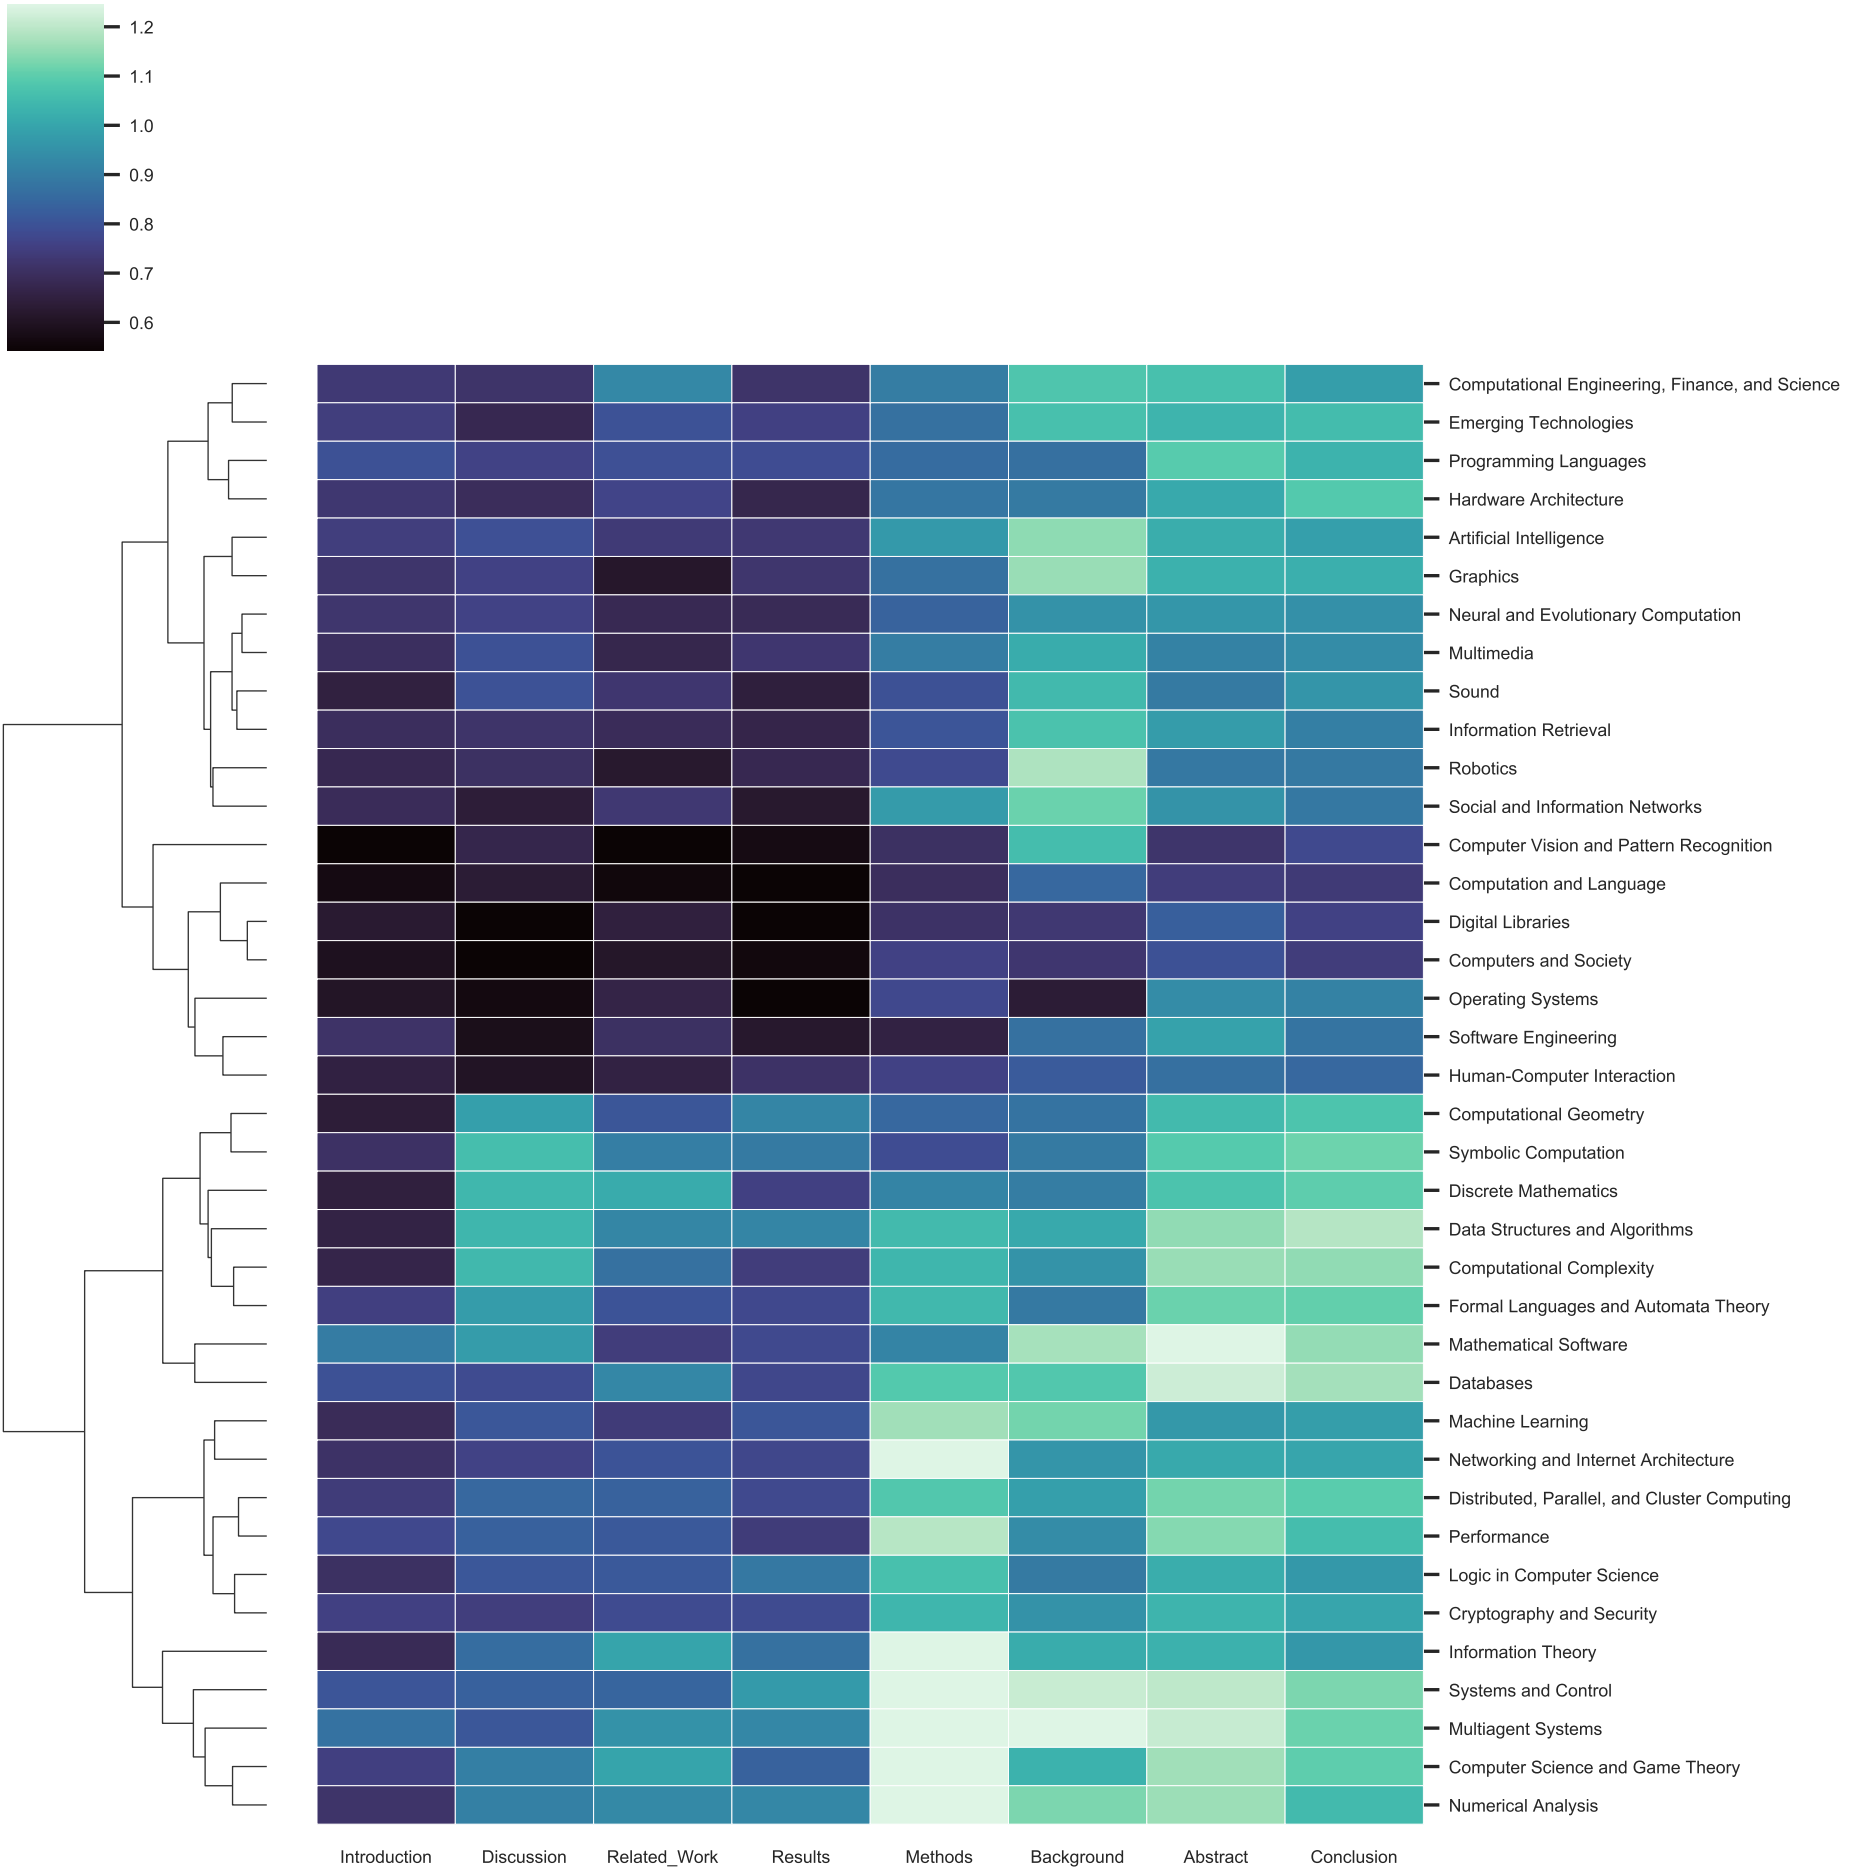 1.2
1.1
1.0
0.9
0.8
0.7
0.6
Computational Engineering, Finance, and Science
Emerging Technologies
Programming Languages
Hardware Architecture
Artificial Intelligence
Graphics
Neural and Evolutionary Computation
Multimedia
Sound
Information Retrieval
Robotics
Social and Information Networks
Computer Vision and Pattern Recognition
Computation and Language
Digital Libraries
Computers and Society
Operating Systems
Software Engineering
Human-Computer Interaction
Computational Geometry
Symbolic Computation
Discrete Mathematics
Data Structures and Algorithms
Computational Complexity
Formal Languages and Automata Theory
Mathematical Software
Databases
Machine Learning
Networking and Internet Architecture
Distributed, Parallel, and Cluster Computing
Performance
Logic in Computer Science
Cryptography and Security
Information Theory
Systems and Control
Multiagent Systems
Computer Science and Game Theory
Numerical Analysis
Introduction Discussion Related_Work Results Methods Background Abstract Conclusion